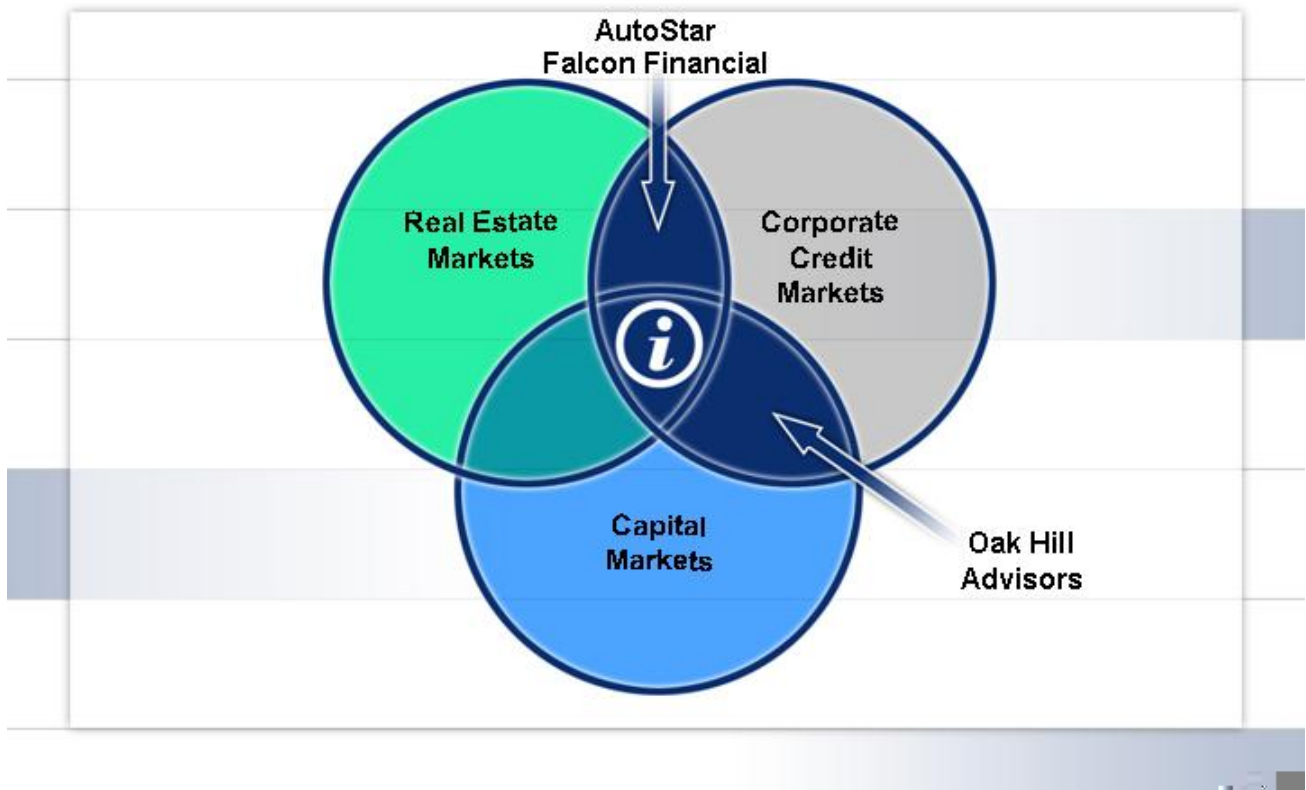 AutoStar
Falcon Financial
Real Estate
Markets
Corporate
Credit
Markets
i
Capital
Markets
Oak Hill
Advisors